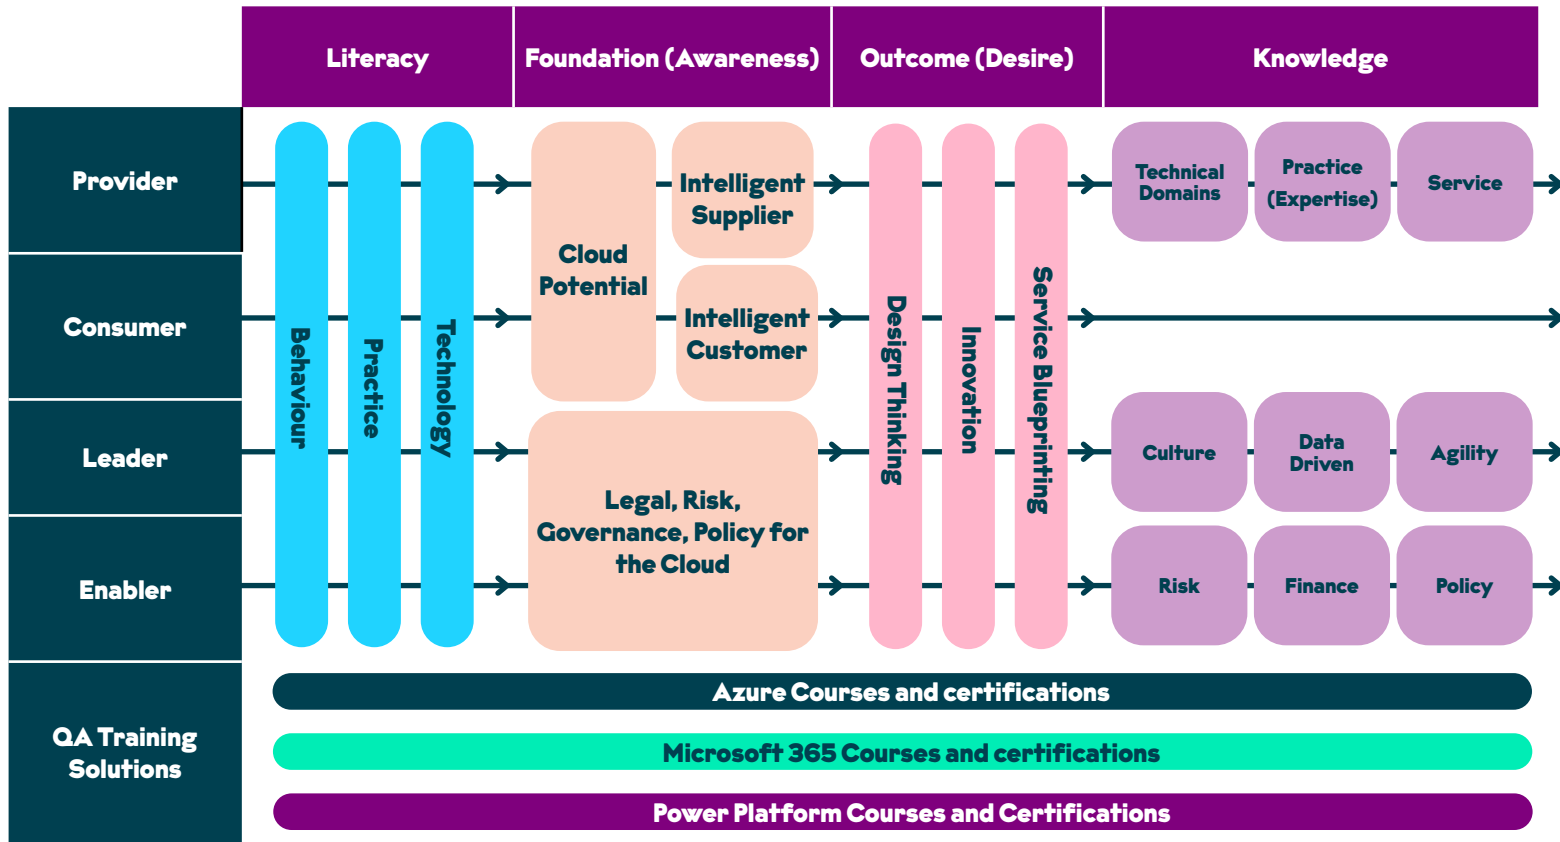 Literacy
Foundation (Awareness)
Outcome (Desire)
Knowledge
Provider
Consumer
Leader
Enabler
QA Training
Solutions
Behaviour
Practice
Technology
Cloud
Potential
Intelligent
Supplier
Intelligent
Customer
Legal, Risk,
Governance, Policy for
the Cloud
Design Thinking
Innovation
Service Blueprinting
Technical
Domains
Practice
(Expertise)
Service
Culture
Data
Driven
Agility
Risk
Finance
Policy
Azure Courses and certifications
Microsoft 365 Courses and certifications
Power Platform Courses and Certifications